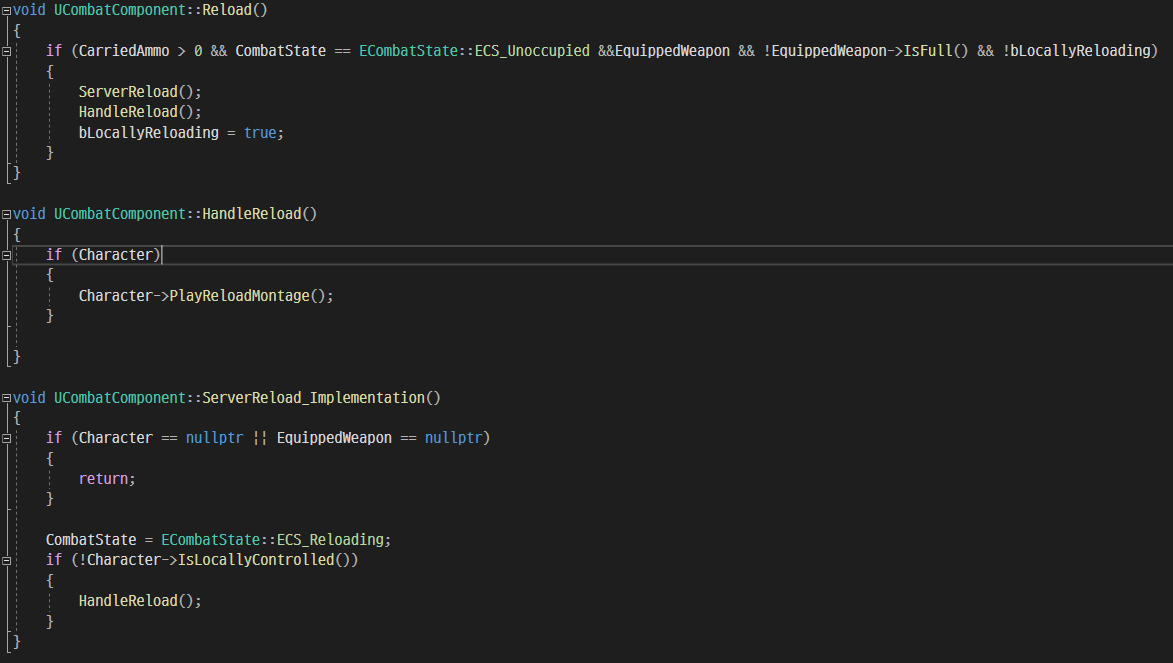 void UCombatComponent::Reload()
{
    if (CarriedAmmo > 0 && CombatState == ECombatState::ECS_Unoccupied &&EquippedWeapon && !EquippedWeapon->IsFull() && !bLocallyReloading)
    {
        ServerReload();
        HandleReload();
        bLocallyReloading = true;
    }
}

void UCombatComponent::HandleReload()
{
    if (Character)
    {
        Character->PlayReloadMontage();
    }

}

void UCombatComponent::ServerReload_Implementation()
{
    if (Character == nullptr || EquippedWeapon == nullptr)
    {
        return;
    }

    CombatState = ECombatState::ECS_Reloading;
    if (!Character->IsLocallyControlled())
    {
        HandleReload();
    }
}